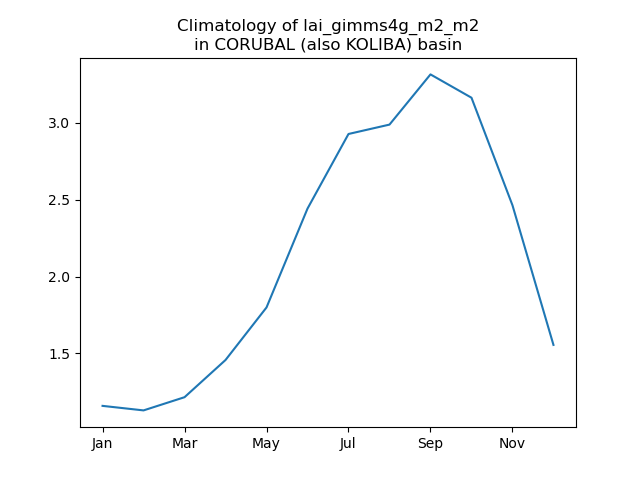 Climatology of lai_gimms4g_m2_m2
in CORUBAL (also KOLIBA) basin
3.0
2.5
2.0
1.5
Jan Mar May Jul Sep Nov